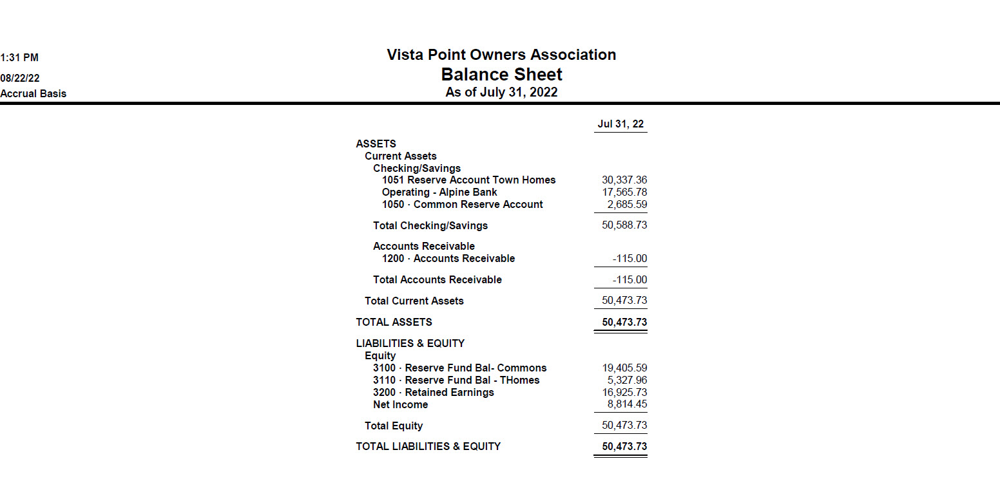 1:31 PM
08/22/22
Accrual Basis
Vista Point Owners Association
Balance Sheet
As of July 31, 2022
Jul 31, 22
ASSETS
Current Assets
Checking/Savings
1051 Reserve Account Town Homes 30,337.36
Operating - Alpine Bank 17,565.78
1050 · Common Reserve Account 2,685.59
Total Checking/Savings 50,588.73
Accounts Receivable
1200 · Accounts Receivable -115.00
Total Accounts Receivable -115.00
Total Current Assets 50,473.73
TOTAL ASSETS 50,473.73
LIABILITIES & EQUITY
Equity
3100 · Reserve Fund Bal- Commons 19,405.59
3110 · Reserve Fund Bal - THomes 5,327.96
3200 · Retained Earnings 16,925.73
Net Income 8,814.45
Total Equity 50,473.73
TOTAL LIABILITIES & EQUITY 50,473.73